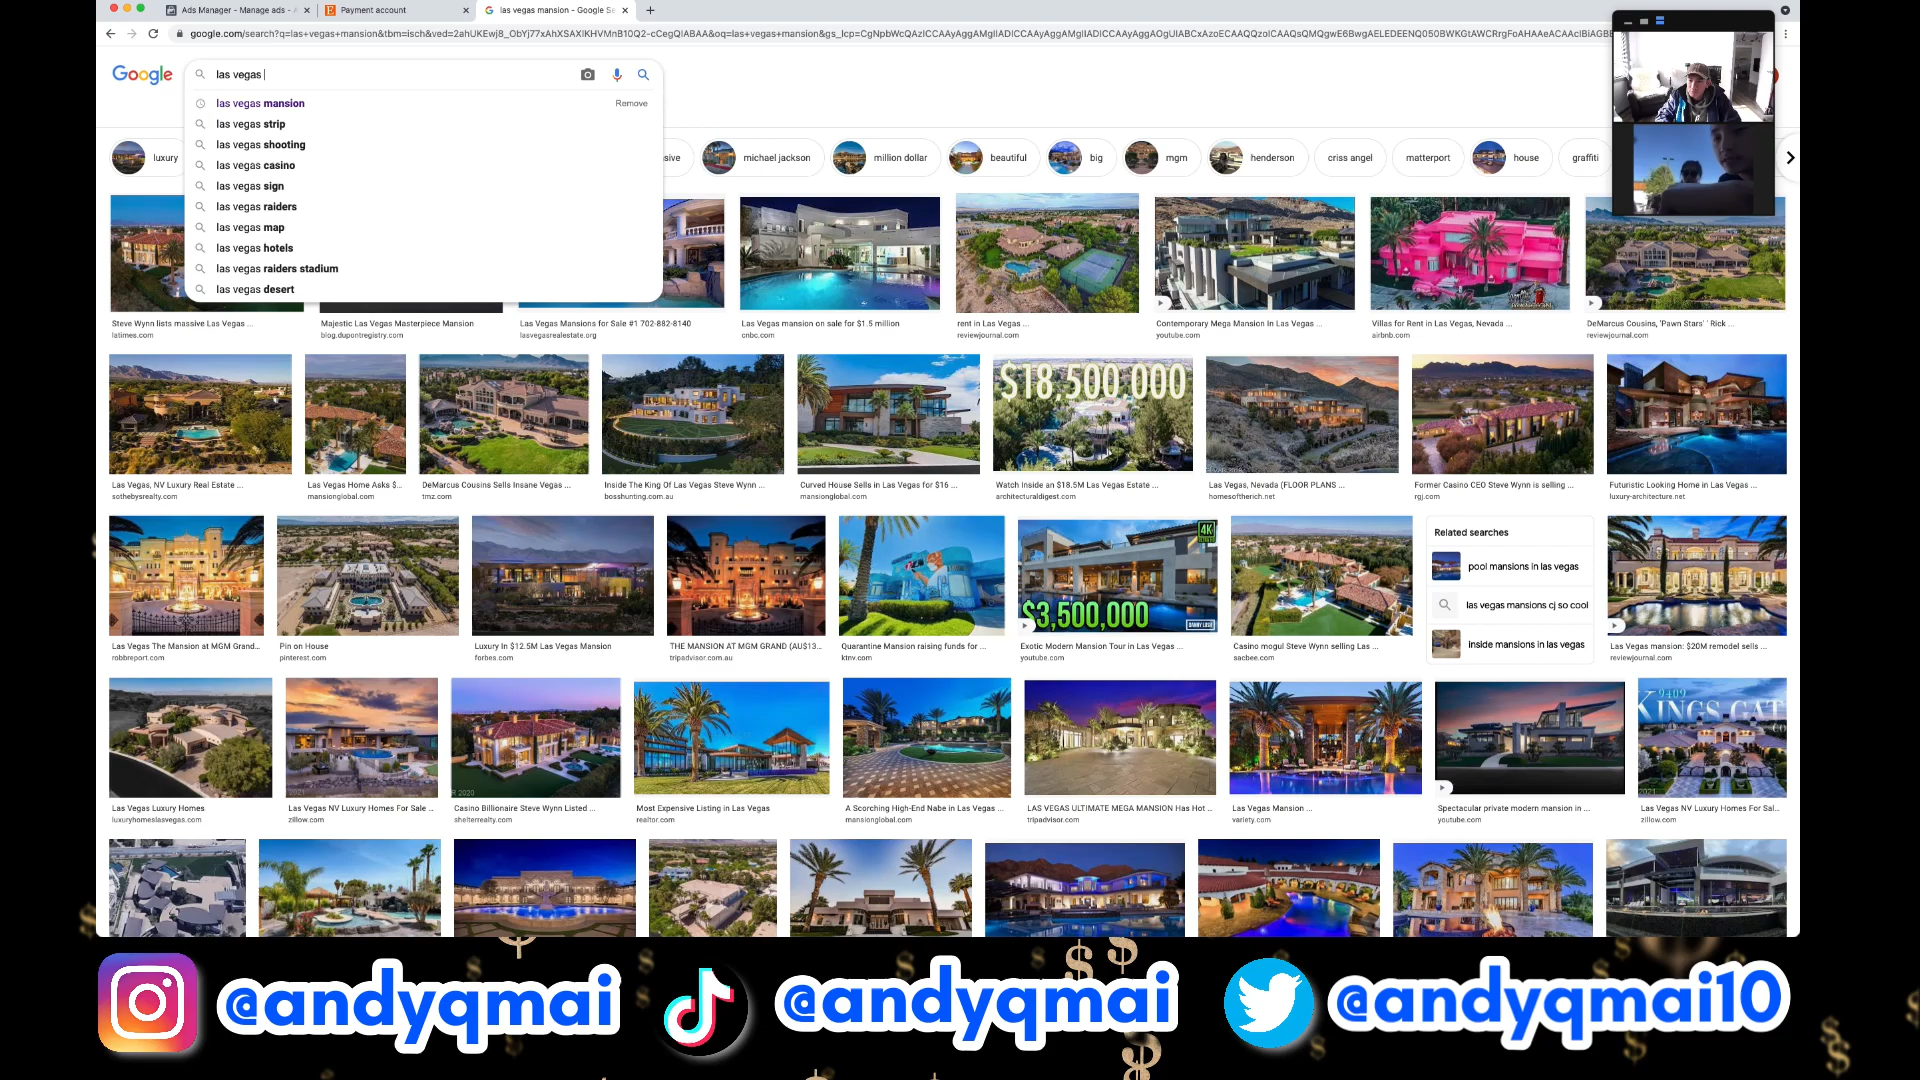 Ads Manager - Manage ads -
Payment account
las vegas mansion - Google Se
google.com/search?q=las+vegas+mansion&tbm=isch&ved=2ahUKEwj8_ObYj77xAhXSAXIKHVMnB10Q2-cCegQIABAA&oq=las+vegas+mansion
Google
las vegas
las vegas mansion
Remove
las vegas strip
las vegas shooting
las vegas casino
las vegas sign
las vegas raiders
las vegas map
las vegas hotels
las vegas raiders stadium
las vegas desert
luxury
sive
michael jackson
million dollar
beautiful
big
mgm
henderson
criss angel
matterport
house
graffiti
Steve Wynn lists massive Las Vegas ...
latimes.com
Majestic Las Vegas Masterpiece Mansion
blog.dupontregistry.com
Las Vegas Mansions for Sale #1 702-882-8140
lasvegasrealestate.org
Las Vegas mansion on sale for $1.5 million
cnbc.com
rent in Las Vegas ...
reviewjournal.com
Contemporary Mega Mansion In Las Vegas ...
youtube.com
Villas for Rent in Las Vegas, Nevada ...
airbnb.com
DeMarcus Cousins, 'Pawn Stars' ' Rick ...
reviewjournal.com
$18,500,000
Las Vegas, NV Luxury Real Estate ...
sothebysrealty.com
Las Vegas Home Asks $...
mansionglobal.com
DeMarcus Cousins Sells Insane Vegas ...
tmz.com
Inside The King Of Las Vegas Steve Wynn ...
bosshunting.com.au
Curved House Sells in Las Vegas for $16 ...
mansionglobal.com
Watch Inside an $18.5M Las Vegas Estate ...
architecturaldigest.com
Las Vegas, Nevada (FLOOR PLANS ...
homesoftherich.net
Former Casino CEO Steve Wynn is selling ...
rgj.com
Futuristic Looking Home in Las Vegas ...
luxury-architecture.net
4K
$3,500,000
Related searches
pool mansions in las vegas
las vegas mansions cj so cool
inside mansions in las vegas
Las Vegas The Mansion at MGM Grand...
robbreport.com
Pin on House
pinterest.com
Luxury In $12.5M Las Vegas Mansion
forbes.com
THE MANSION AT MGM GRAND (AU$13...
tripadvisor.com.au
Quarantine Mansion raising funds for ...
ktnv.com
Exotic Modern Mansion Tour in Las Vegas ...
youtube.com
Casino mogul Steve Wynn selling Las ...
sacbee.com
Las Vegas mansion: $20M remodel sells ...
reviewjournal.com
9409
KINGS GAT
Las Vegas Luxury Homes
luxuryhomeslasvegas.com
Las Vegas NV Luxury Homes For Sale ...
zillow.com
Casino Billionaire Steve Wynn Listed ...
shelterrealty.com
Most Expensive Listing in Las Vegas
realtor.com
A Scorching High-End Nabe in Las Vegas ...
mansionglobal.com
LAS VEGAS ULTIMATE MEGA MANSION Has Hot ...
tripadvisor.com
Las Vegas Mansion ...
variety.com
Spectacular private modern mansion in ...
youtube.com
Las Vegas NV Luxury Homes For Sal...
zillow.com
@andyqmai
@andyqmai
@andyqmai10